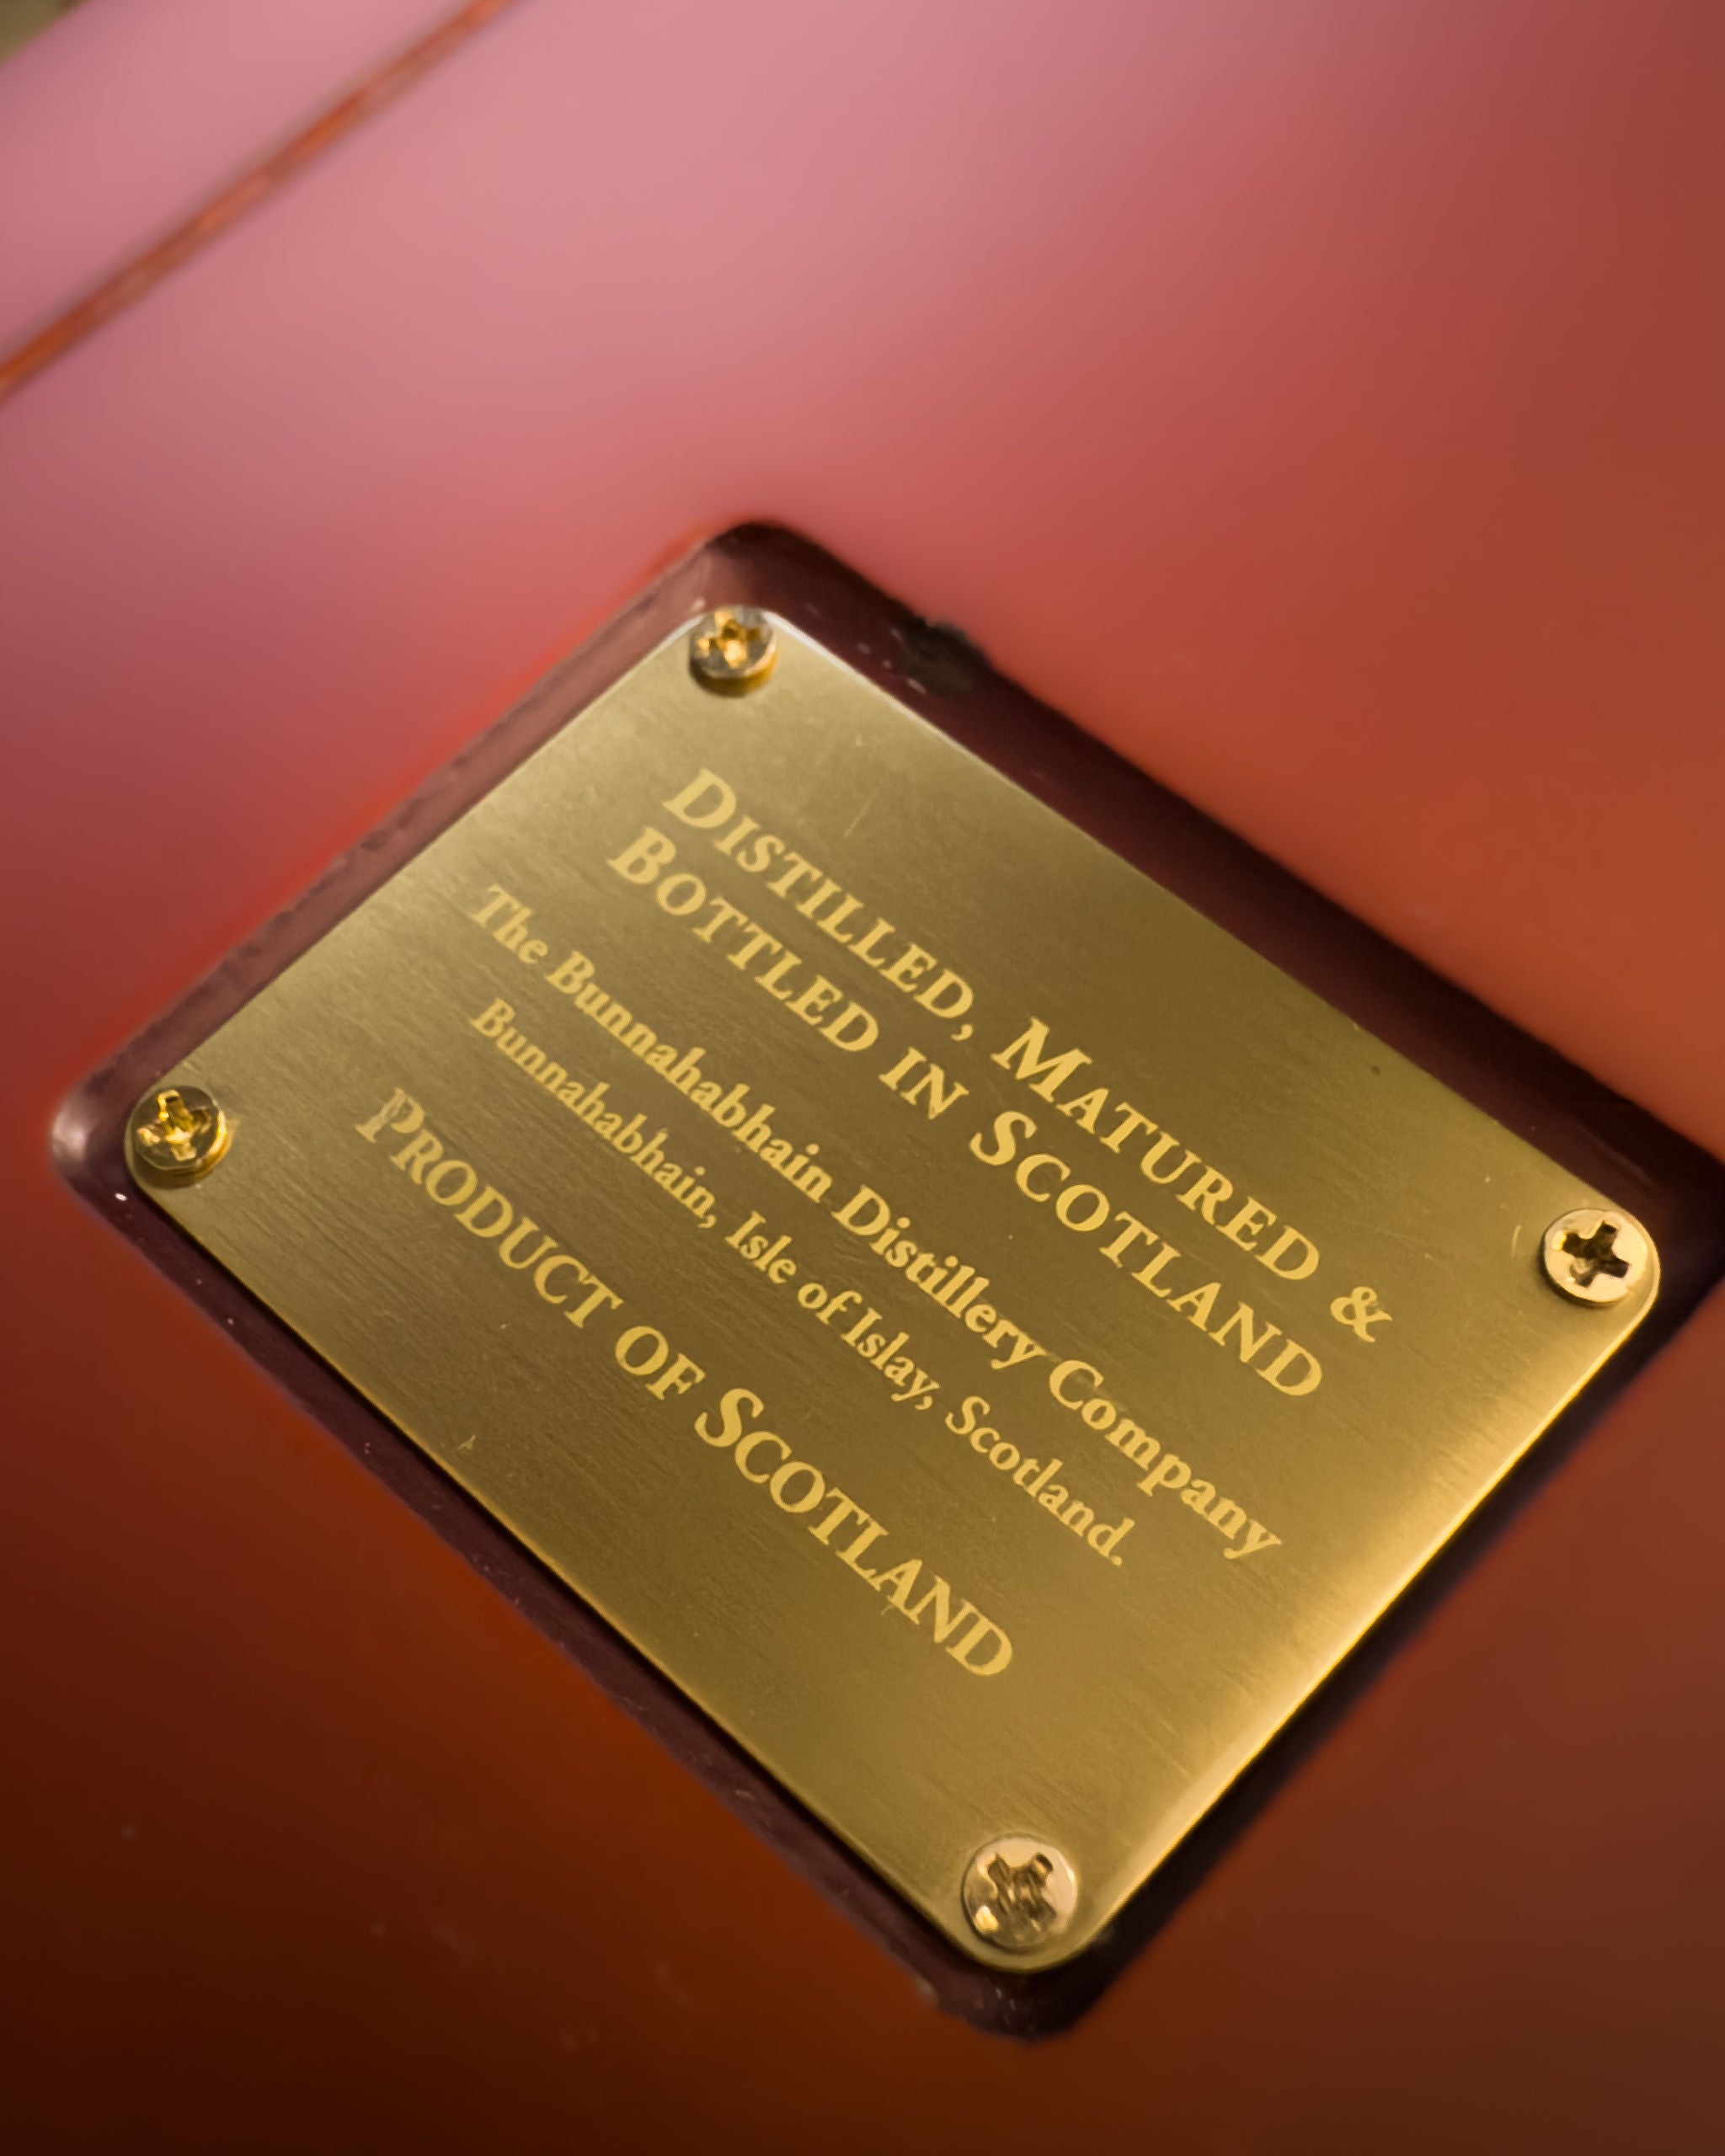 DISTILLED, MATURED &
BOTTLED IN SCOTLAND
The Bunnahabhain Distillery Company
Bunnahabhain, Isle of Islay, Scotland.
PRODUCT OF SCOTLAND